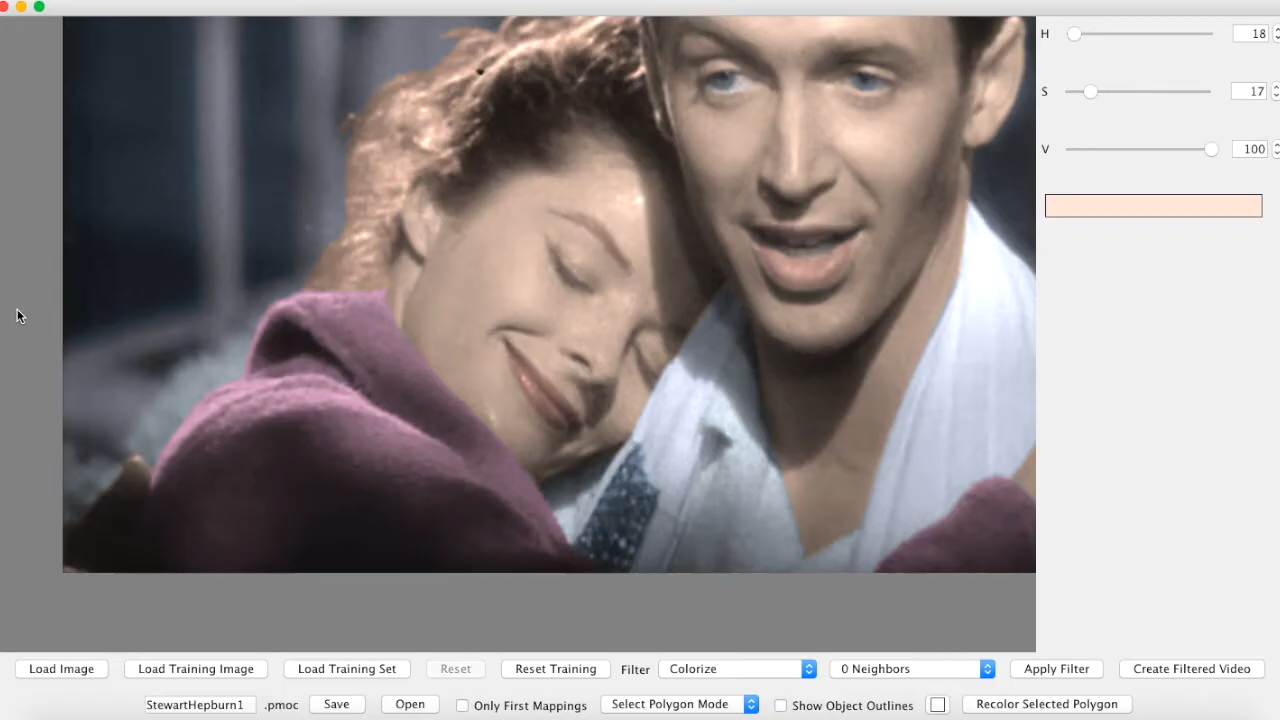 H 18
S 17
V 100
Load Image Load Training Image Load Training Set Reset Reset Training Filter Colorize 0 Neighbors Apply Filter Create Filtered Video
StewartHepburn1 .pmoc Save Open Only First Mappings Select Polygon Mode Show Object Outlines Recolor Selected Polygon